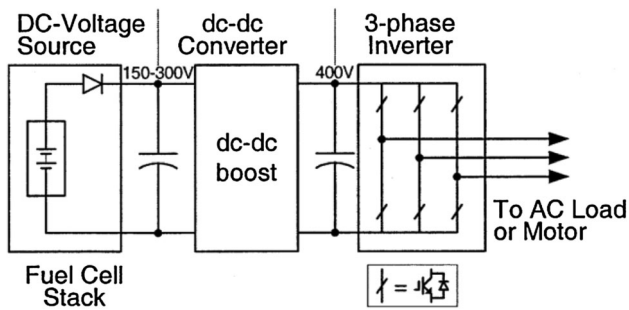 DC-Voltage
Source
dc-dc
Converter
3-phase
Inverter
150-300V
400V
dc-dc
boost
To AC Load
or Motor
Fuel Cell
Stack
=